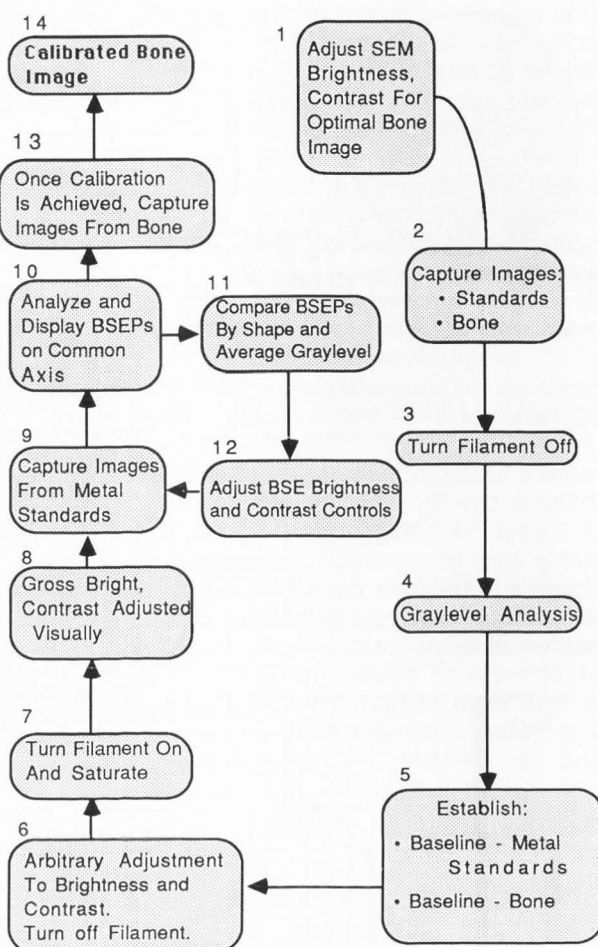 1
Adjust SEM
Brightness,
Contrast For
Optimal Bone
Image
2
Capture Images:
• Standards
• Bone
3
Turn Filament Off
4
Graylevel Analysis
5
Establish:
• Baseline - Metal
Standards
• Baseline - Bone
6
Arbitrary Adjustment
To Brightness and
Contrast.
Turn off Filament.
7
Turn Filament On
And Saturate
8
Gross Bright,
Contrast Adjusted
Visually
9
Capture Images
From Metal
Standards
10
Analyze and
Display BSEPs
on Common
Axis
11
Compare BSEPs
By Shape and
Average Graylevel
12
Adjust BSE Brightness
and Contrast Controls
13
Once Calibration
Is Achieved, Capture
Images From Bone
14
Calibrated Bone
Image